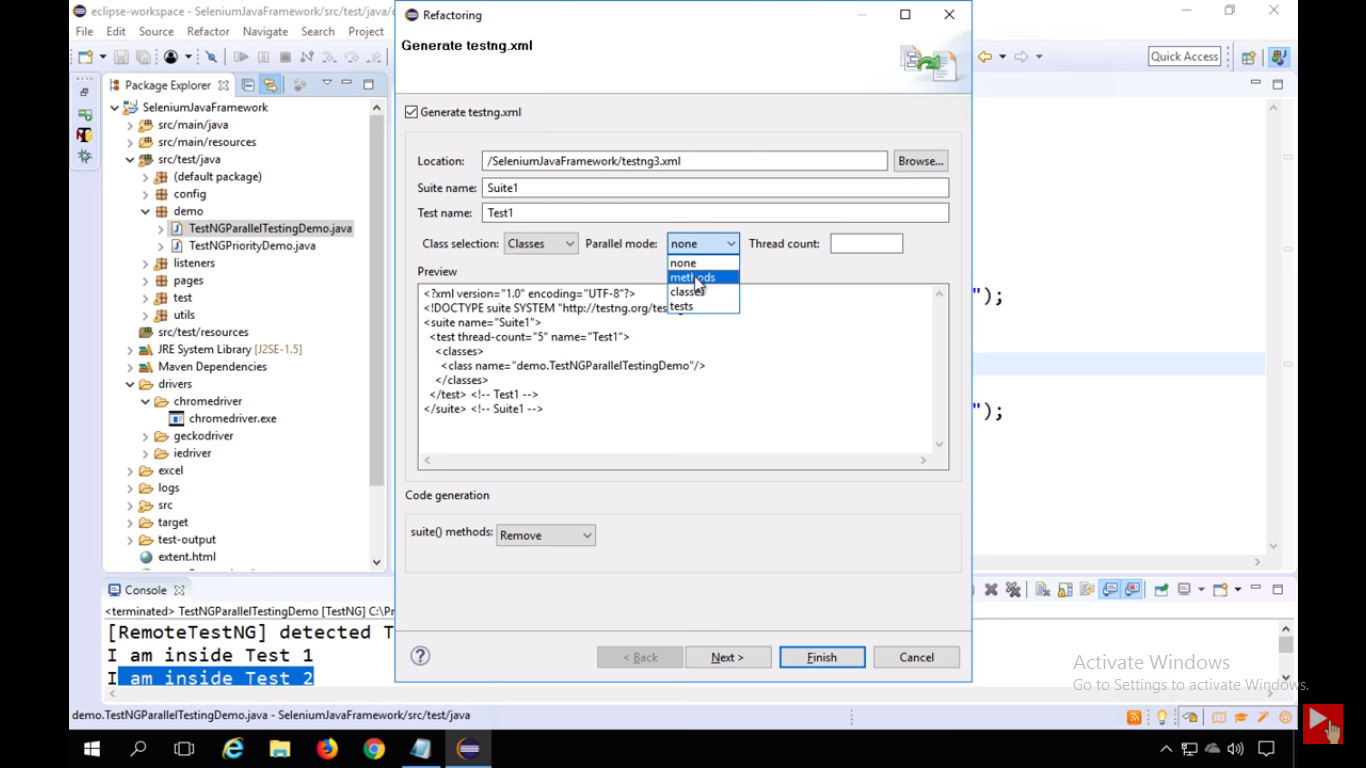 eclipse-workspace - SeleniumJavaFramework/src/test/java/
File Edit Source Refactor Navigate Search Project
Quick Access
Package Explorer
SeleniumJavaFramework
src/main/java
src/main/resources
src/test/java
(default package)
config
demo
TestNGParallelTestingDemo.java
TestNGPriorityDemo.java
listeners
pages
test
utils
src/test/resources
JRE System Library [J2SE-1.5]
Maven Dependencies
drivers
chromedriver
chromedriver.exe
geckodriver
iedriver
excel
logs
src
target
test-output
extent.html
Refactoring
Generate testng.xml
Generate testng.xml
Location: /SeleniumJavaFramework/testng3.xml Browse...
Suite name: Suite1
Test name: Test1
Class selection: Classes Parallel mode: none Thread count:
none
methods
classes
tests
Preview
<?xml version="1.0" encoding="UTF-8"?>
<!DOCTYPE suite SYSTEM "http://testng.org/tes
<suite name="Suite1">
<test thread-count="5" name="Test1">
<classes>
<class name="demo.TestNGParallelTestingDemo"/>
</classes>
</test> <!-- Test1 -->
</suite> <!-- Suite1 -->
Code generation
suite() methods: Remove
< Back Next > Finish Cancel
");
");
Console
<terminated> TestNGParallelTestingDemo [TestNG] C:\Pr
[RemoteTestNG] detected T
I am inside Test 1
I am inside Test 2
Activate Windows
Go to Settings to activate Windows.
demo.TestNGParallelTestingDemo.java - SeleniumJavaFramework/src/test/java